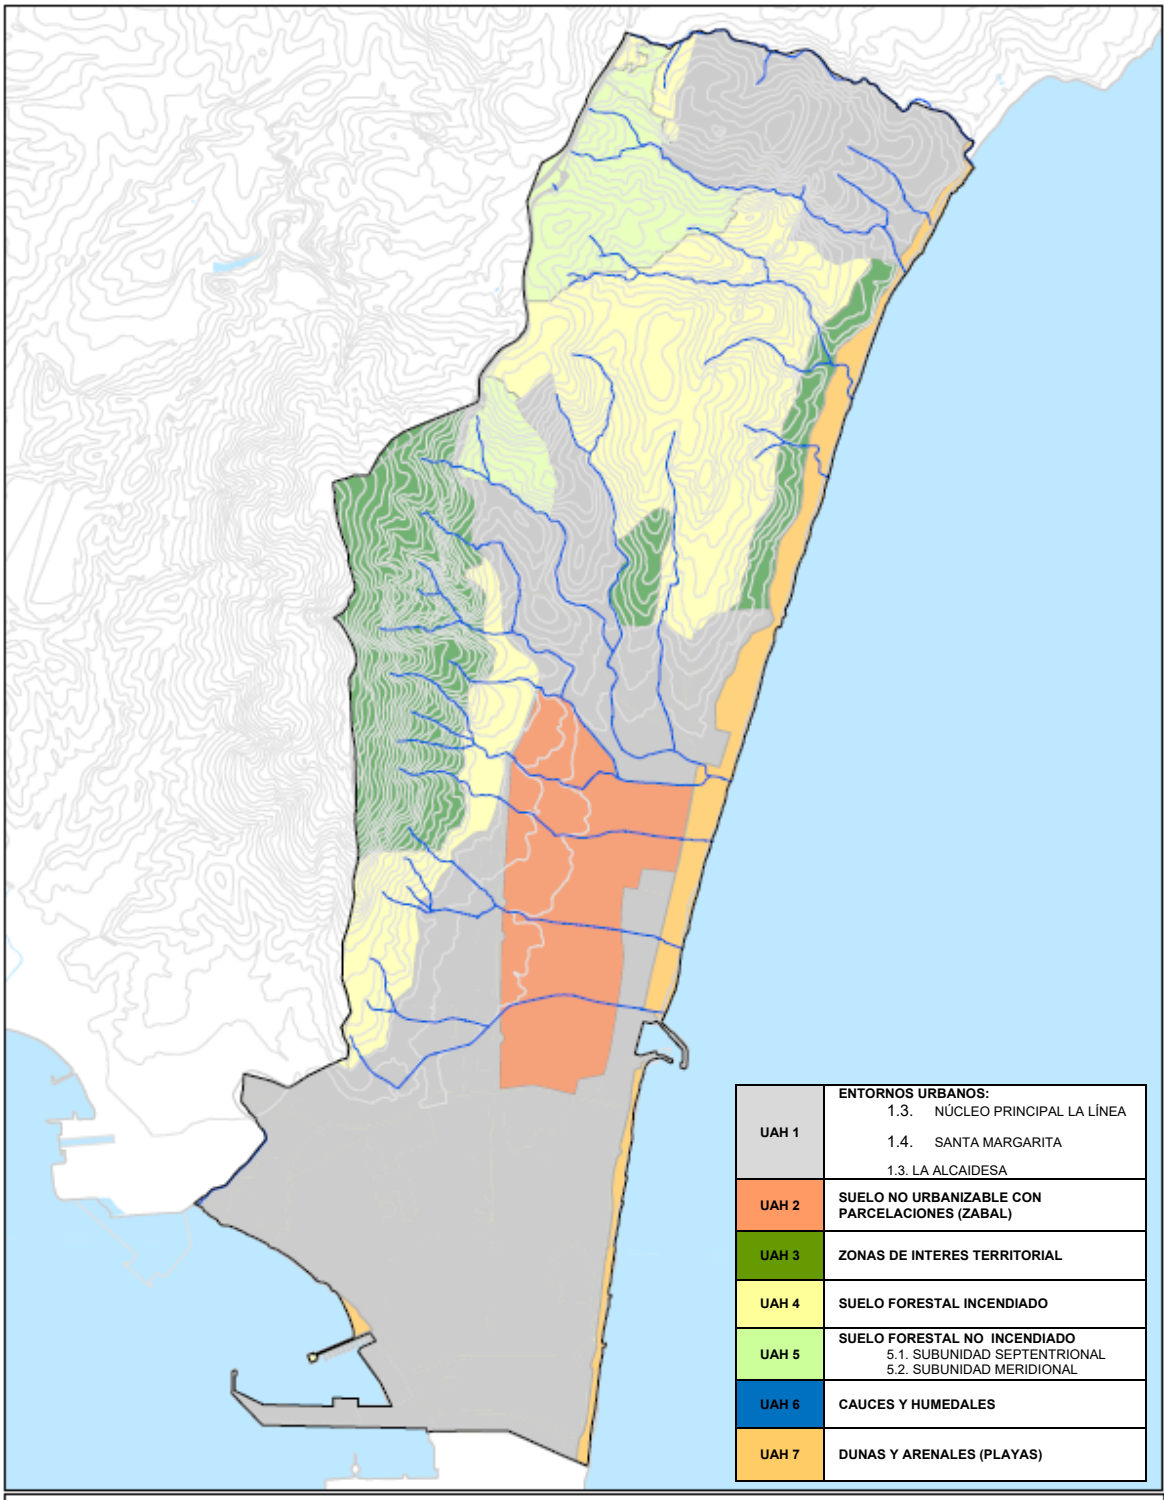 UAH 1
ENTORNOS URBANOS:
1.3. NÚCLEO PRINCIPAL LA LÍNEA
1.4. SANTA MARGARITA
1.3. LA ALCAIDESA
UAH 2
SUELO NO URBANIZABLE CON
PARCELACIONES (ZABAL)
UAH 3
ZONAS DE INTERES TERRITORIAL
UAH 4
SUELO FORESTAL INCENDIADO
UAH 5
SUELO FORESTAL NO INCENDIADO
5.1. SUBUNIDAD SEPTENTRIONAL
5.2. SUBUNIDAD MERIDIONAL
UAH 6
CAUCES Y HUMEDALES
UAH 7
DUNAS Y ARENALES (PLAYAS)